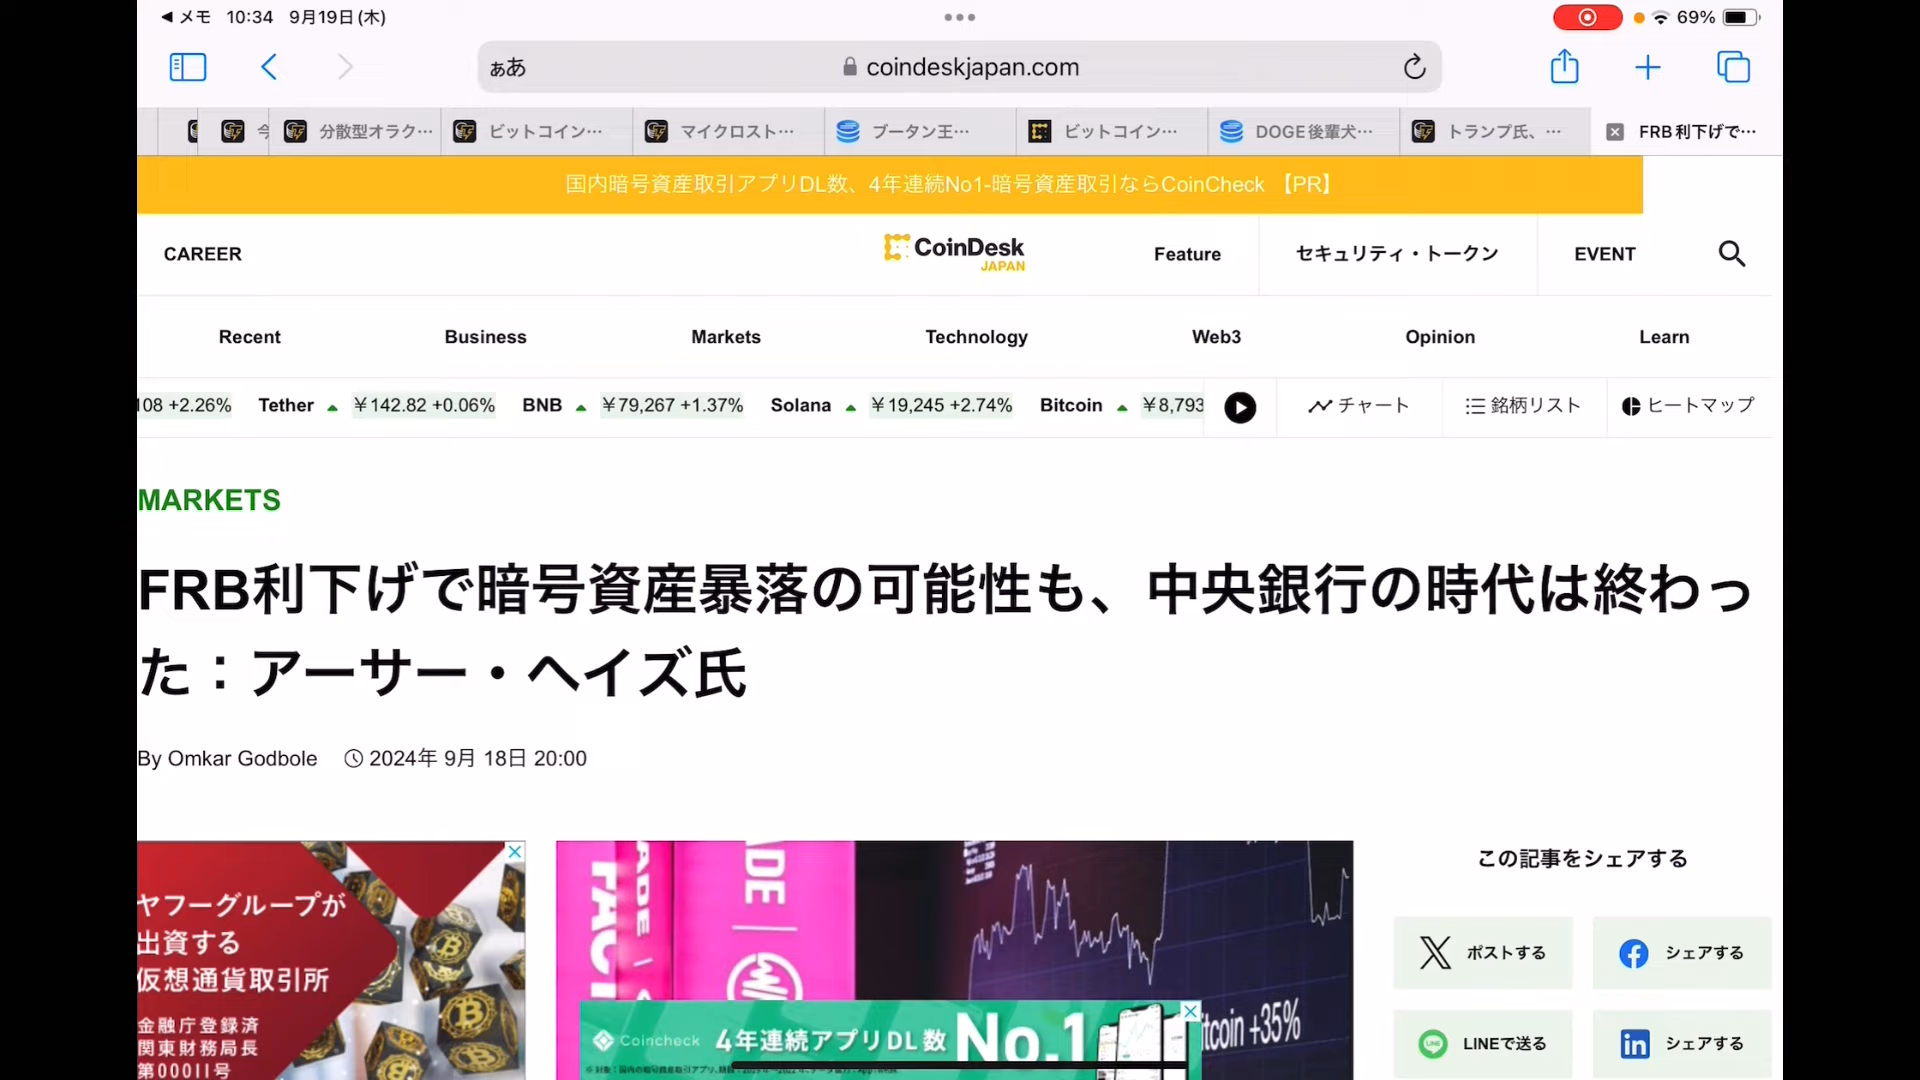 メモ 10:34 9月19日(木)
69%
ぁあ
coindeskjapan.com
今
分散型オラク…
ビットコイン…
マイクロスト…
ブータン王…
ビットコイン…
DOGE後輩犬…
トランプ氏、…
FRB利下げで…
国内暗号資産取引アプリDL数、4年連続No1-暗号資産取引ならCoinCheck 【PR】
CAREER
CoinDesk
JAPAN
Feature
セキュリティ・トークン
EVENT
Recent
Business
Markets
Technology
Web3
Opinion
Learn
108 +2.26%
Tether ▲ ¥142.82 +0.06%
BNB ▲ ¥79,267 +1.37%
Solana ▲ ¥19,245 +2.74%
Bitcoin ▲ ¥8,793
チャート
銘柄リスト
ヒートマップ
MARKETS
FRB利下げで暗号資産暴落の可能性も、中央銀行の時代は終わっ
た：アーサー・ヘイズ氏
By Omkar Godbole
2024年 9月 18日 20:00
ヤフーグループが
出資する
仮想通貨取引所
金融庁登録済
関東財務局長
第00011号
ADE
FACT
ADE
tcoin +35%
Coincheck
4年連続アプリDL数 No.1
この記事をシェアする
ポストする
シェアする
LINE
LINEで送る
in
シェアする